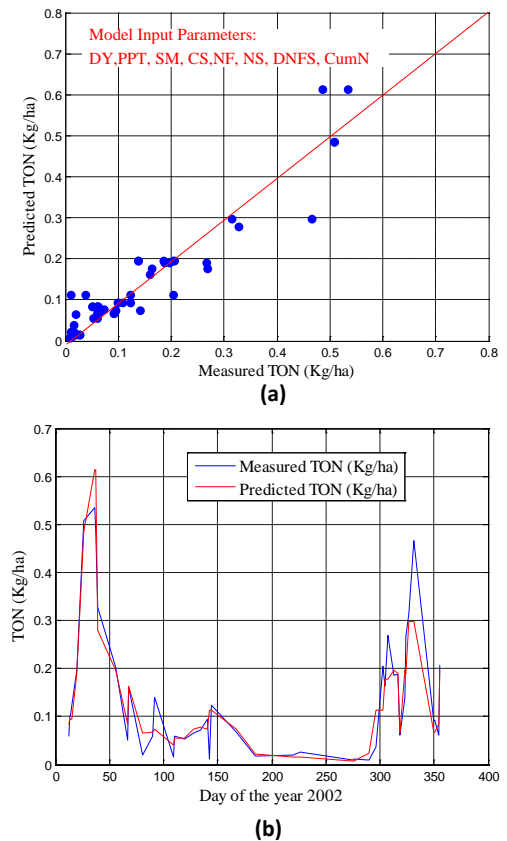 0.8
0.7
0.6
0.5
0.4
0.3
0.2
0.1
0
Predicted TON (Kg/ha)
Model Input Parameters:
DY,PPT, SM, CS,NF, NS, DNFS, CumN
0 0.1 0.2 0.3 0.4 0.5 0.6 0.7 0.8
Measured TON (Kg/ha)
(a)
0.7
0.6
0.5
0.4
0.3
0.2
0.1
0
TON (Kg/ha)
Measured TON (Kg/ha)
Predicted TON (Kg/ha)
0 50 100 150 200 250 300 350 400
Day of the year 2002
(b)